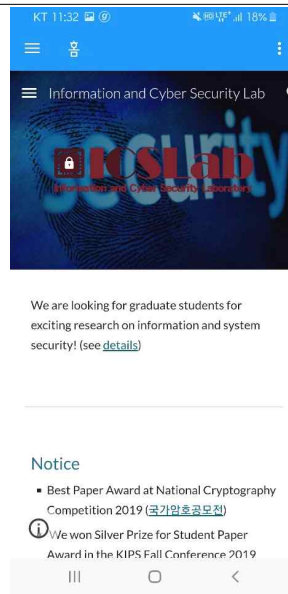 KT 11:32
18%
홈
Information and Cyber Security Lab
security
ICSLab
Information and Cyber Security Laboratory
We are looking for graduate students for
exciting research on information and system
security! (see details)
Notice
Best Paper Award at National Cryptography
Competition 2019 (국가암호공모전)
We won Silver Prize for Student Paper
Award in the KIPS Fall Conference 2019